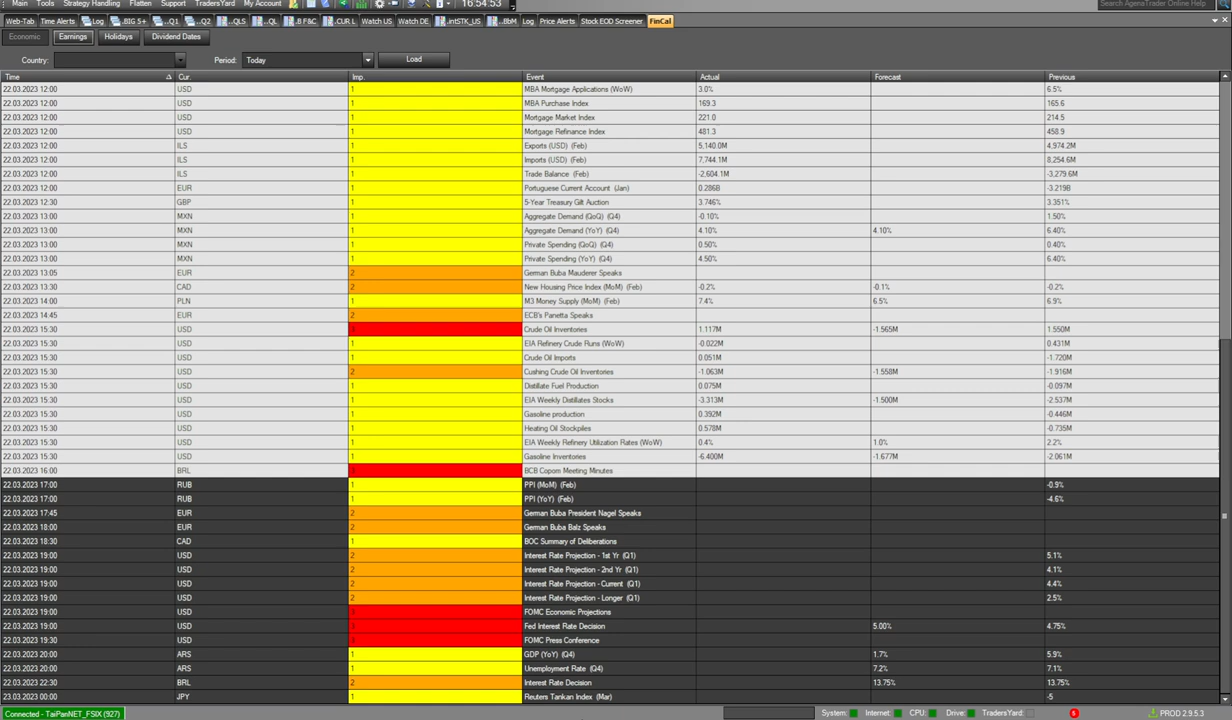 Main Tools Strategy Handling Flatten Support TradersYard My Account 16:54:53 Search AgenaTrader Online Help
Web-Tab Time Alerts Log .BIG S+ ..Q1 ..Q2 ..QLS ..QL .B F&C .CUR L Watch US Watch DE .intSTK_US ..BbM Log Price Alerts Stock EOD Screener FinCal
Economic Earnings Holidays Dividend Dates
Country: Period: Today Load
Time Cur. Imp. Event Actual Forecast Previous
22.03.2023 12:00 USD 1 MBA Mortgage Applications (WoW) 3.0% 6.5%
22.03.2023 12:00 USD 1 MBA Purchase Index 169.3 165.6
22.03.2023 12:00 USD 1 Mortgage Market Index 221.0 214.5
22.03.2023 12:00 USD 1 Mortgage Refinance Index 481.3 458.9
22.03.2023 12:00 ILS 1 Exports (USD) (Feb) 5,140.0M 4,974.2M
22.03.2023 12:00 ILS 1 Imports (USD) (Feb) 7,744.1M 8,254.6M
22.03.2023 12:00 ILS 1 Trade Balance (Feb) -2,604.1M -3,279.6M
22.03.2023 12:00 EUR 1 Portuguese Current Account (Jan) 0.286B -3.219B
22.03.2023 12:30 GBP 1 5-Year Treasury Gilt Auction 3.746% 3.351%
22.03.2023 13:00 MXN 1 Aggregate Demand (QoQ) (Q4) -0.10% 1.50%
22.03.2023 13:00 MXN 1 Aggregate Demand (YoY) (Q4) 4.10% 4.10% 6.40%
22.03.2023 13:00 MXN 1 Private Spending (QoQ) (Q4) 0.50% 0.40%
22.03.2023 13:00 MXN 1 Private Spending (YoY) (Q4) 4.50% 6.40%
22.03.2023 13:05 EUR 2 German Buba Mauderer Speaks
22.03.2023 13:30 CAD 2 New Housing Price Index (MoM) (Feb) -0.2% -0.1% -0.2%
22.03.2023 14:00 PLN 1 M3 Money Supply (MoM) (Feb) 7.4% 6.5% 6.9%
22.03.2023 14:45 EUR 2 ECB's Panetta Speaks
22.03.2023 15:30 USD 3 Crude Oil Inventories 1.117M -1.565M 1.550M
22.03.2023 15:30 USD 1 EIA Refinery Crude Runs (WoW) -0.022M 0.431M
22.03.2023 15:30 USD 1 Crude Oil Imports 0.051M -1.720M
22.03.2023 15:30 USD 2 Cushing Crude Oil Inventories -1.063M -1.558M -1.916M
22.03.2023 15:30 USD 1 Distillate Fuel Production 0.075M -0.097M
22.03.2023 15:30 USD 1 EIA Weekly Distillates Stocks -3.313M -1.500M -2.537M
22.03.2023 15:30 USD 1 Gasoline production 0.392M -0.446M
22.03.2023 15:30 USD 1 Heating Oil Stockpiles 0.578M -0.735M
22.03.2023 15:30 USD 1 EIA Weekly Refinery Utilization Rates (WoW) 0.4% 1.0% 2.2%
22.03.2023 15:30 USD 1 Gasoline Inventories -6.400M -1.677M -2.061M
22.03.2023 16:00 BRL 3 BCB Copom Meeting Minutes
22.03.2023 17:00 RUB 1 PPI (MoM) (Feb) -0.9%
22.03.2023 17:00 RUB 1 PPI (YoY) (Feb) -4.6%
22.03.2023 17:45 EUR 2 German Buba President Nagel Speaks
22.03.2023 18:00 EUR 2 German Buba Balz Speaks
22.03.2023 18:30 CAD 1 BOC Summary of Deliberations
22.03.2023 19:00 USD 2 Interest Rate Projection - 1st Yr (Q1) 5.1%
22.03.2023 19:00 USD 2 Interest Rate Projection - 2nd Yr (Q1) 4.1%
22.03.2023 19:00 USD 2 Interest Rate Projection - Current (Q1) 4.4%
22.03.2023 19:00 USD 2 Interest Rate Projection - Longer (Q1) 2.5%
22.03.2023 19:00 USD 3 FOMC Economic Projections
22.03.2023 19:00 USD 3 Fed Interest Rate Decision 5.00% 4.75%
22.03.2023 19:30 USD 3 FOMC Press Conference
22.03.2023 20:00 ARS 1 GDP (YoY) (Q4) 1.7% 5.9%
22.03.2023 20:00 ARS 1 Unemployment Rate (Q4) 7.2% 7.1%
22.03.2023 22:30 BRL 2 Interest Rate Decision 13.75% 13.75%
23.03.2023 00:00 JPY 1 Reuters Tankan Index (Mar) -5
Connected - TaiPanNET_FSIX (927) System: Internet: CPU: Drive: TradersYard: 6 PROD 2.9.5.3